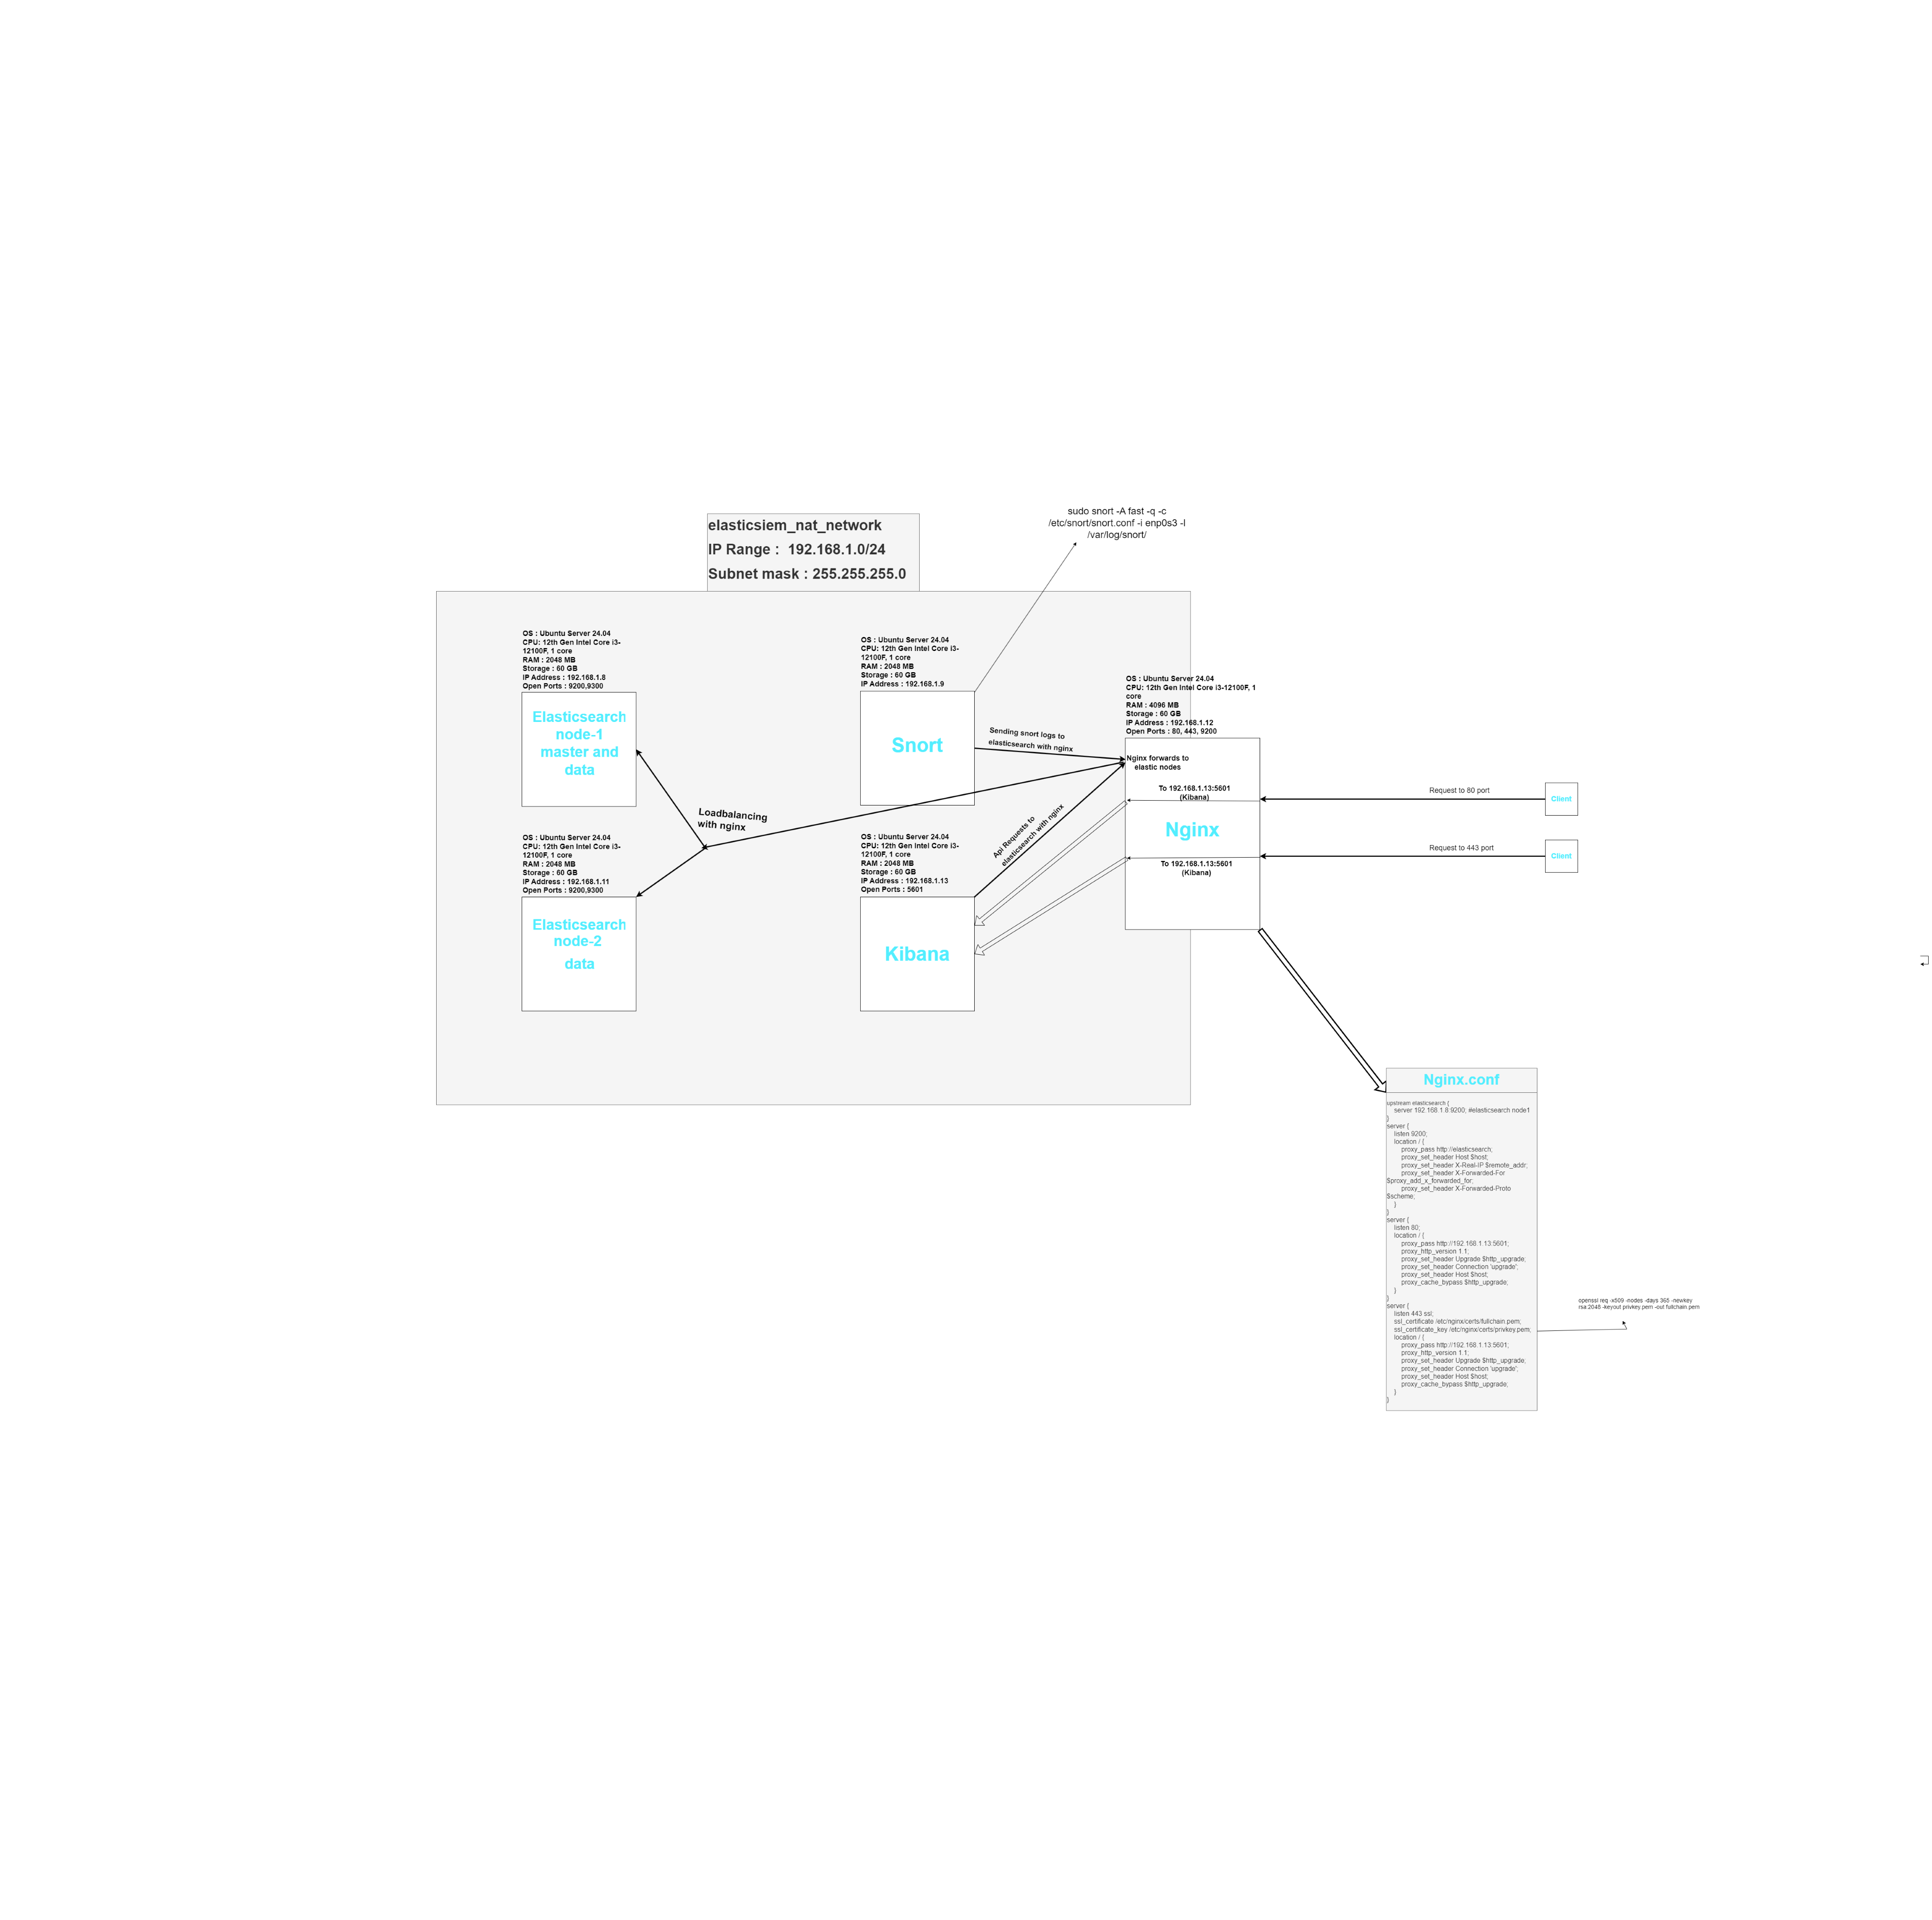 sudo snort -A fast -q -c
/etc/snort/snort.conf -i enp0s3 -l
/var/log/snort/
elasticsiem_nat_network
IP Range :  192.168.1.0/24
Subnet mask : 255.255.255.0
OS : Ubuntu Server 24.04
CPU: 12th Gen Intel Core i3-
12100F, 1 core
RAM : 2048 MB
Storage : 60 GB
IP Address : 192.168.1.8
Open Ports : 9200,9300
Elasticsearch
node-1
master and
data
OS : Ubuntu Server 24.04
CPU: 12th Gen Intel Core i3-
12100F, 1 core
RAM : 2048 MB
Storage : 60 GB
IP Address : 192.168.1.9
Snort
Sending snort logs to
elasticsearch with nginx
OS : Ubuntu Server 24.04
CPU: 12th Gen Intel Core i3-12100F, 1
core
RAM : 4096 MB
Storage : 60 GB
IP Address : 192.168.1.12
Open Ports : 80, 443, 9200
Nginx forwards to
elastic nodes
To 192.168.1.13:5601
(Kibana)
Nginx
To 192.168.1.13:5601
(Kibana)
Request to 80 port
Client
Request to 443 port
Client
Loadbalancing
with nginx
Api Requests to
elasticsearch with nginx
OS : Ubuntu Server 24.04
CPU: 12th Gen Intel Core i3-
12100F, 1 core
RAM : 2048 MB
Storage : 60 GB
IP Address : 192.168.1.11
Open Ports : 9200,9300
Elasticsearch
node-2
data
OS : Ubuntu Server 24.04
CPU: 12th Gen Intel Core i3-
12100F, 1 core
RAM : 2048 MB
Storage : 60 GB
IP Address : 192.168.1.13
Open Ports : 5601
Kibana
Nginx.conf
upstream elasticsearch {
server 192.168.1.8:9200; #elasticsearch node1
}
server {
listen 9200;
location / {
proxy_pass http://elasticsearch;
proxy_set_header Host $host;
proxy_set_header X-Real-IP $remote_addr;
proxy_set_header X-Forwarded-For
$proxy_add_x_forwarded_for;
proxy_set_header X-Forwarded-Proto
$scheme;
}
}
server {
listen 80;
location / {
proxy_pass http://192.168.1.13:5601;
proxy_http_version 1.1;
proxy_set_header Upgrade $http_upgrade;
proxy_set_header Connection 'upgrade';
proxy_set_header Host $host;
proxy_cache_bypass $http_upgrade;
}
}
server {
listen 443 ssl;
ssl_certificate /etc/nginx/certs/fullchain.pem;
ssl_certificate_key /etc/nginx/certs/privkey.pem;
location / {
proxy_pass http://192.168.1.13:5601;
proxy_http_version 1.1;
proxy_set_header Upgrade $http_upgrade;
proxy_set_header Connection 'upgrade';
proxy_set_header Host $host;
proxy_cache_bypass $http_upgrade;
}
}
openssl req -x509 -nodes -days 365 -newkey
rsa:2048 -keyout privkey.pem -out fullchain.pem